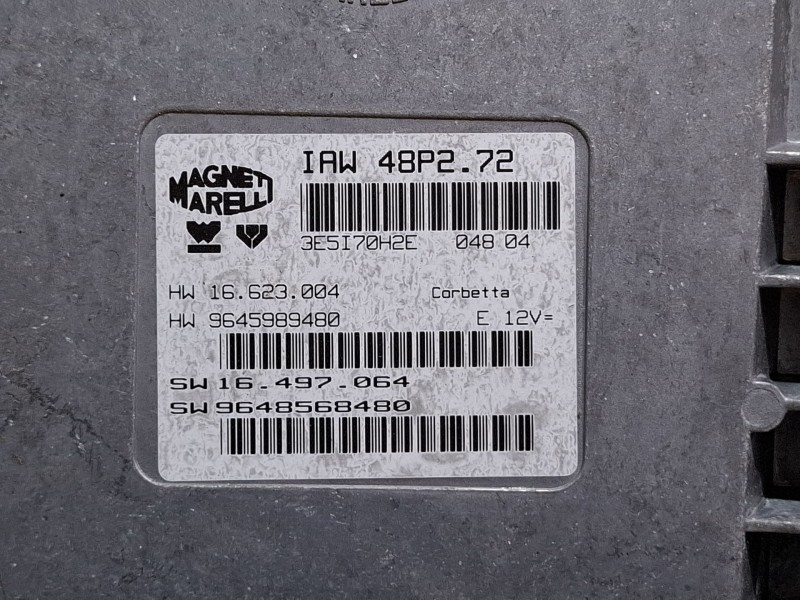 MAGNETI
MARELLI
IAW 48P2.72
3E5I70H2E 048 04
HW 16.623.004 Corbetta
HW 9645989480 E 12V=
SW 16.497.064
SW 9648568480